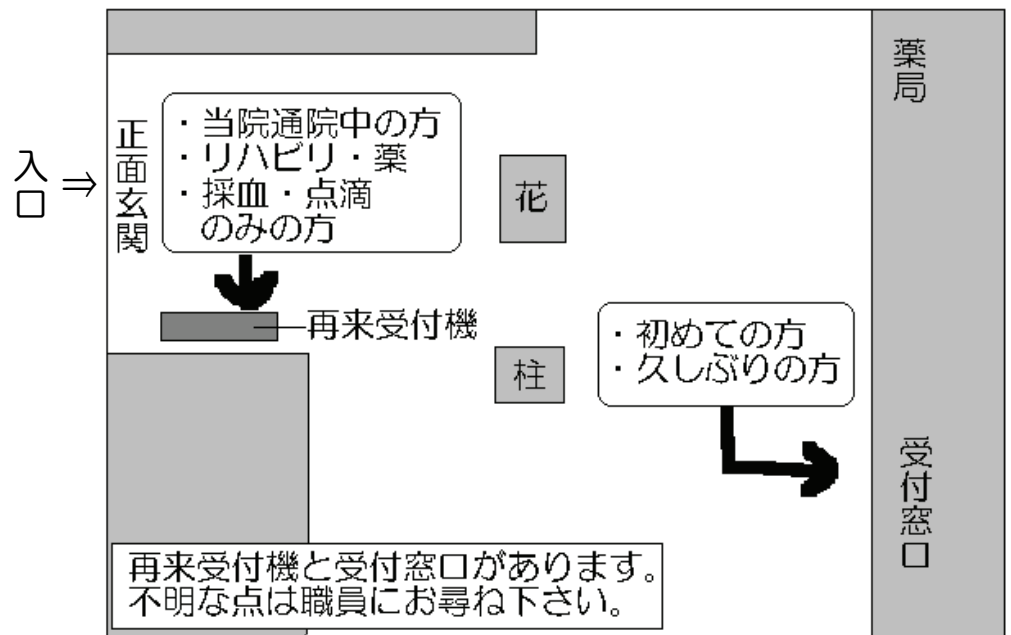 入口 ⇒
正面玄関
・当院通院中の方
・リハビリ・薬
・採血・点滴
のみの方
再来受付機
花
柱
・初めての方
・久しぶりの方
薬局
受付窓口
再来受付機と受付窓口があります。
不明な点は職員にお尋ね下さい。